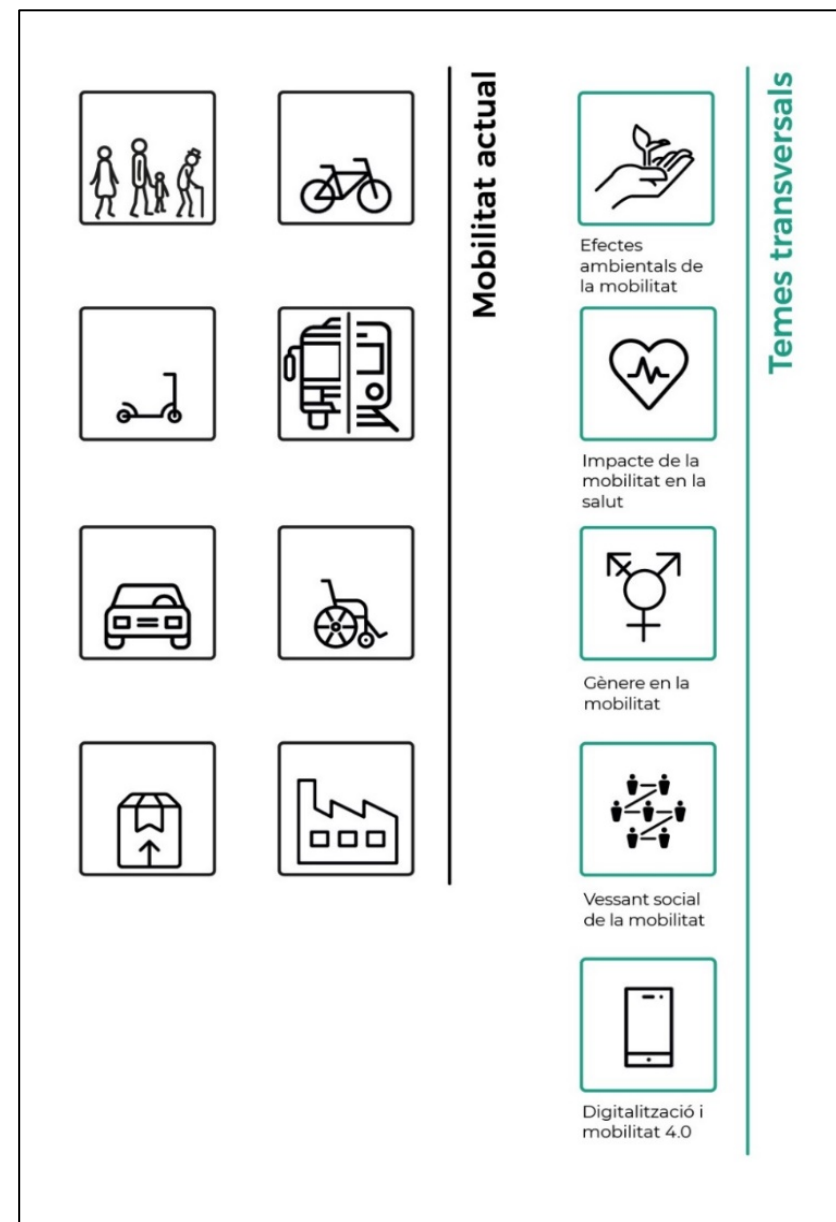 Mobilitat actual
Temes transversals
Efectes
ambientals de
la mobilitat
Impacte de la
mobilitat en la
salut
Gènere en la
mobilitat
Vessant social
de la mobilitat
Digitalització i
mobilitat 4.0